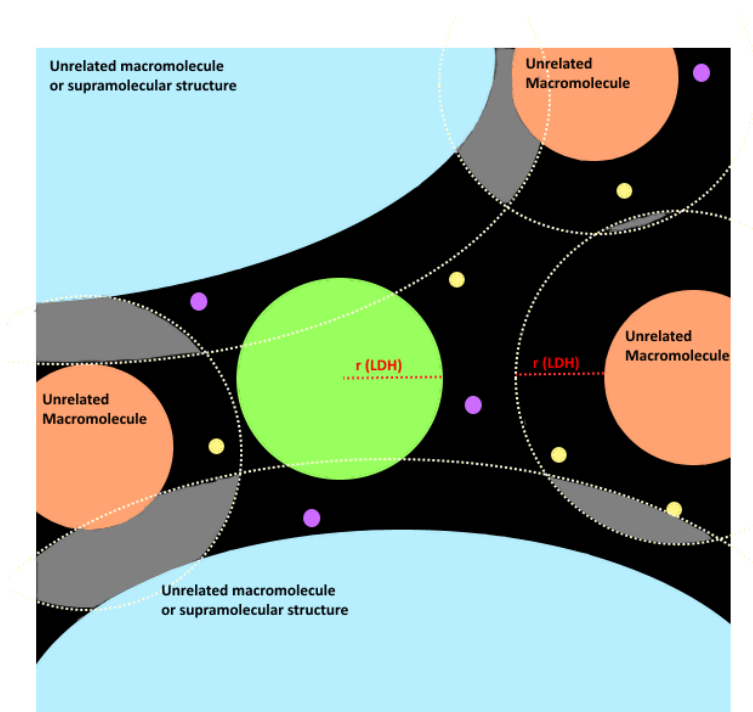 Unrelated macromolecule
or supramolecular structure
Unrelated
Macromolecule
r (LDH)
r (LDH)
Unrelated
Macromolecule
Unrelated
Macromolecule
Unrelated macromolecule
or supramolecular structure